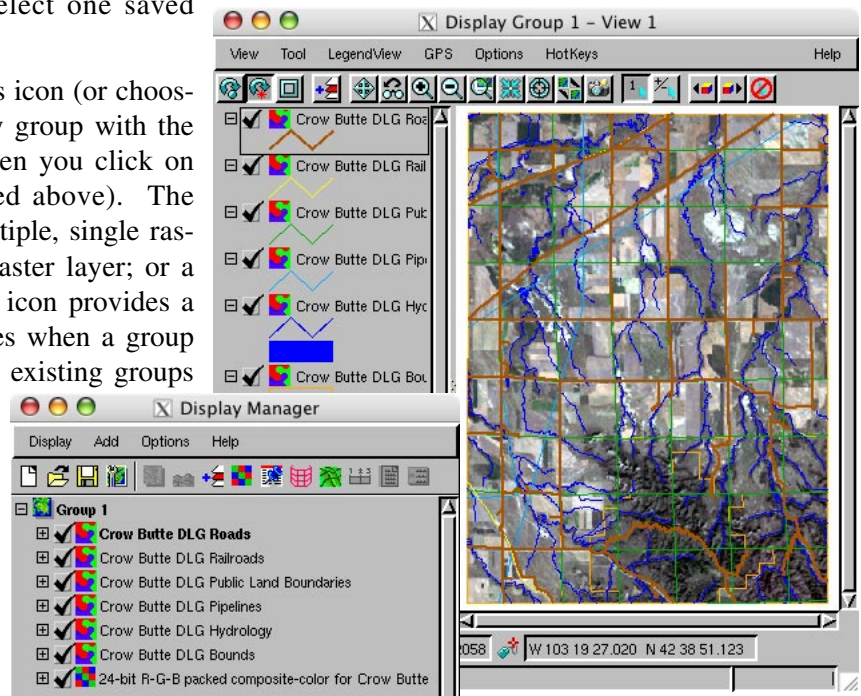 elect one saved
s icon (or choos-
y group with the
en you click on
ed above). The
tiple, single ras-
aster layer; or a
icon provides a
es when a group
existing groups
X Display Group 1 - View 1
View Tool LegendView GPS Options HotKeys Help
Crow Butte DLG Roa
Crow Butte DLG Rail
Crow Butte DLG Pub
Crow Butte DLG Pip
Crow Butte DLG Hyd
Crow Butte DLG Bou
X Display Manager
Display Add Options Help
Group 1
Crow Butte DLG Roads
Crow Butte DLG Railroads
Crow Butte DLG Public Land Boundaries
Crow Butte DLG Pipelines
Crow Butte DLG Hydrology
Crow Butte DLG Bounds
24-bit R-G-B packed composite-color for Crow Butte
058 W 103 19 27.020 N 42 38 51.123